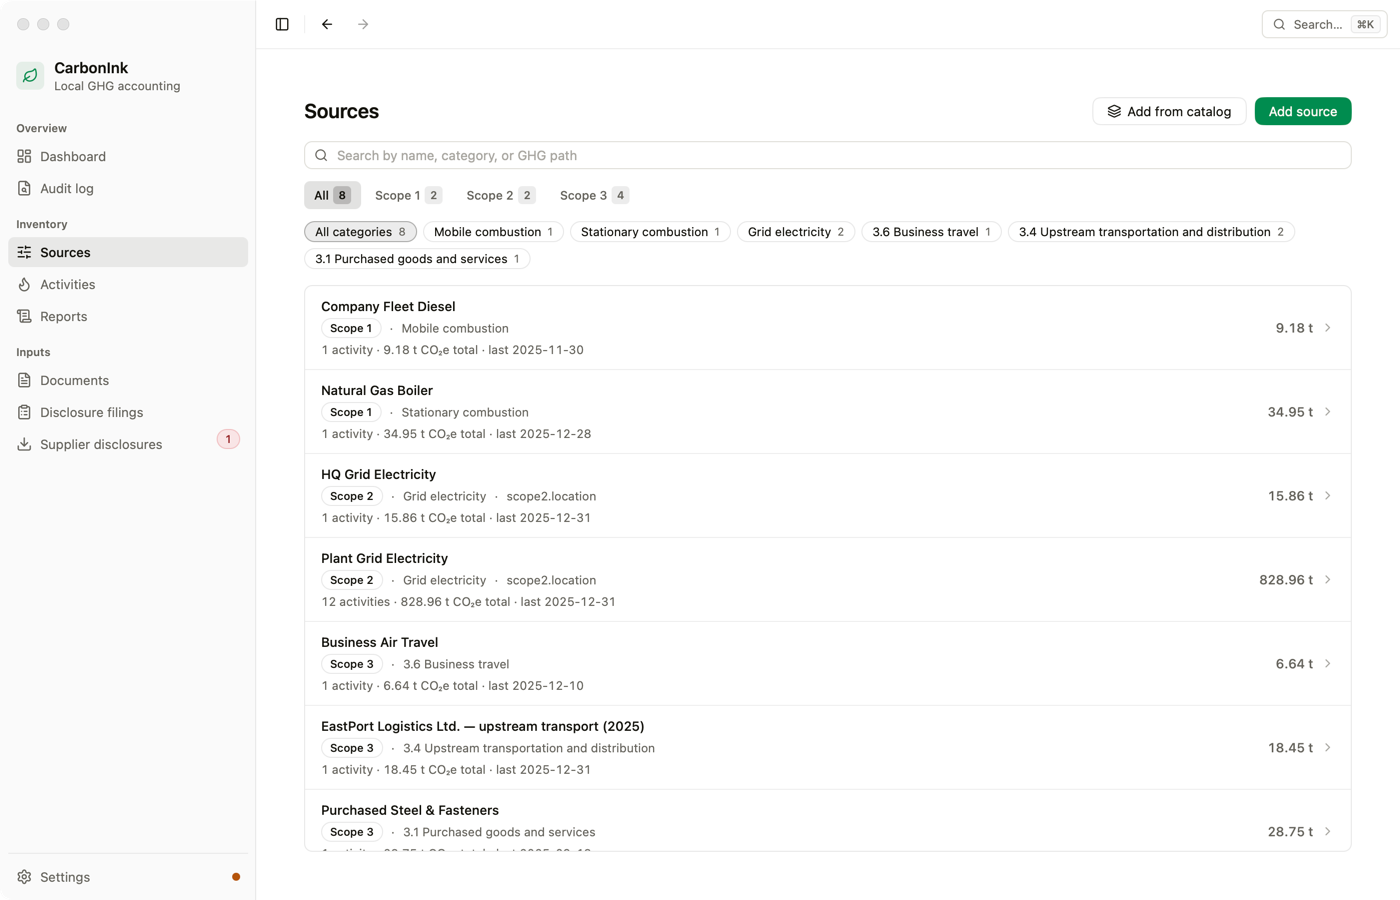 Search... ⌘K
CarbonInk
Local GHG accounting
Overview
Dashboard
Audit log
Inventory
Sources
Activities
Reports
Inputs
Documents
Disclosure filings
Supplier disclosures 1
Settings
Sources
Add from catalog
Add source
Search by name, category, or GHG path
All 8 Scope 1 2 Scope 2 2 Scope 3 4
All categories 8 Mobile combustion 1 Stationary combustion 1 Grid electricity 2 3.6 Business travel 1 3.4 Upstream transportation and distribution 2
3.1 Purchased goods and services 1
Company Fleet Diesel
Scope 1 · Mobile combustion 9.18 t
1 activity · 9.18 t CO₂e total · last 2025-11-30
Natural Gas Boiler
Scope 1 · Stationary combustion 34.95 t
1 activity · 34.95 t CO₂e total · last 2025-12-28
HQ Grid Electricity
Scope 2 · Grid electricity · scope2.location 15.86 t
1 activity · 15.86 t CO₂e total · last 2025-12-31
Plant Grid Electricity
Scope 2 · Grid electricity · scope2.location 828.96 t
12 activities · 828.96 t CO₂e total · last 2025-12-31
Business Air Travel
Scope 3 · 3.6 Business travel 6.64 t
1 activity · 6.64 t CO₂e total · last 2025-12-10
EastPort Logistics Ltd. — upstream transport (2025)
Scope 3 · 3.4 Upstream transportation and distribution 18.45 t
1 activity · 18.45 t CO₂e total · last 2025-12-31
Purchased Steel & Fasteners
Scope 3 · 3.1 Purchased goods and services 28.75 t